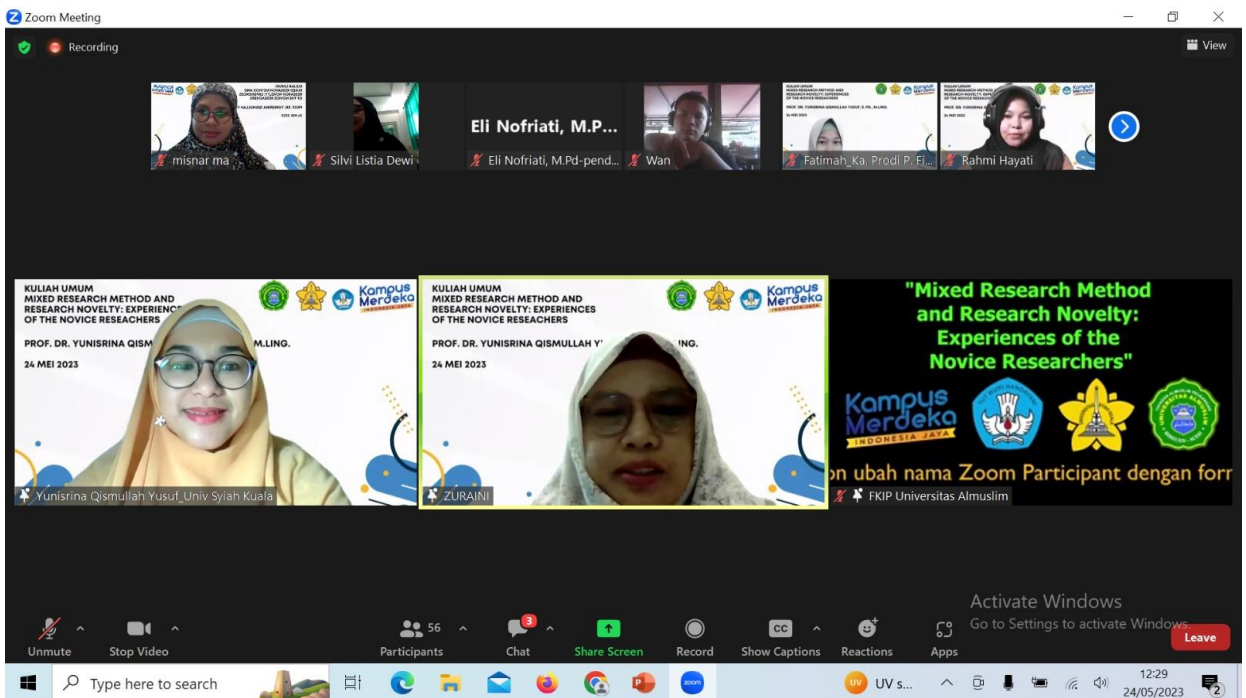 Zoom Meeting
Recording
View
misnar ma
Silvi Listia Dewi
Eli Nofriati, M.P...
Eli Nofriati, M.Pd-pend...
Wan
Fatimah_Ka. Prodi P. Fi...
Rahmi Hayati
KULIAH UMUM
MIXED RESEARCH METHOD AND
RESEARCH NOVELTY: EXPERIENC
OF THE NOVICE RESEACHERS
PROF. DR. YUNISRINA QISM M.LING.
24 MEI 2023
Kampus
Merdeka
INDONESIA JAYA
Yunisrina Qismullah Yusuf_Univ Syiah Kuala
KULIAH UMUM
MIXED RESEARCH METHOD AND
RESEARCH NOVELTY: EXPERIENCES
OF THE NOVICE RESEACHERS
PROF. DR. YUNISRINA QISMULLAH Y NG.
24 MEI 2023
Kampus
Merdeka
INDONESIA JAYA
ZURAINI
"Mixed Research Method
and Research Novelty:
Experiences of the
Novice Researchers"
Kampus
Merdeka
INDONESIA JAYA
on ubah nama Zoom Participant dengan forr
FKIP Universitas Almuslim
Activate Windows
Go to Settings to activate Windows.
Unmute
Stop Video
56
Participants
3
Chat
Share Screen
Record
CC
Show Captions
Reactions
Apps
Leave
Type here to search
zoom
UV
UV s...
12:29
24/05/2023
2